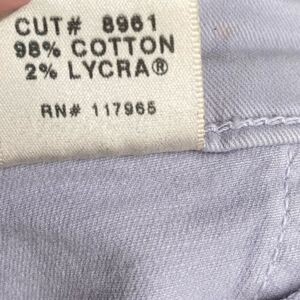 CUT# 8961
98% COTTON
2% LYCRA®
RN# 117965